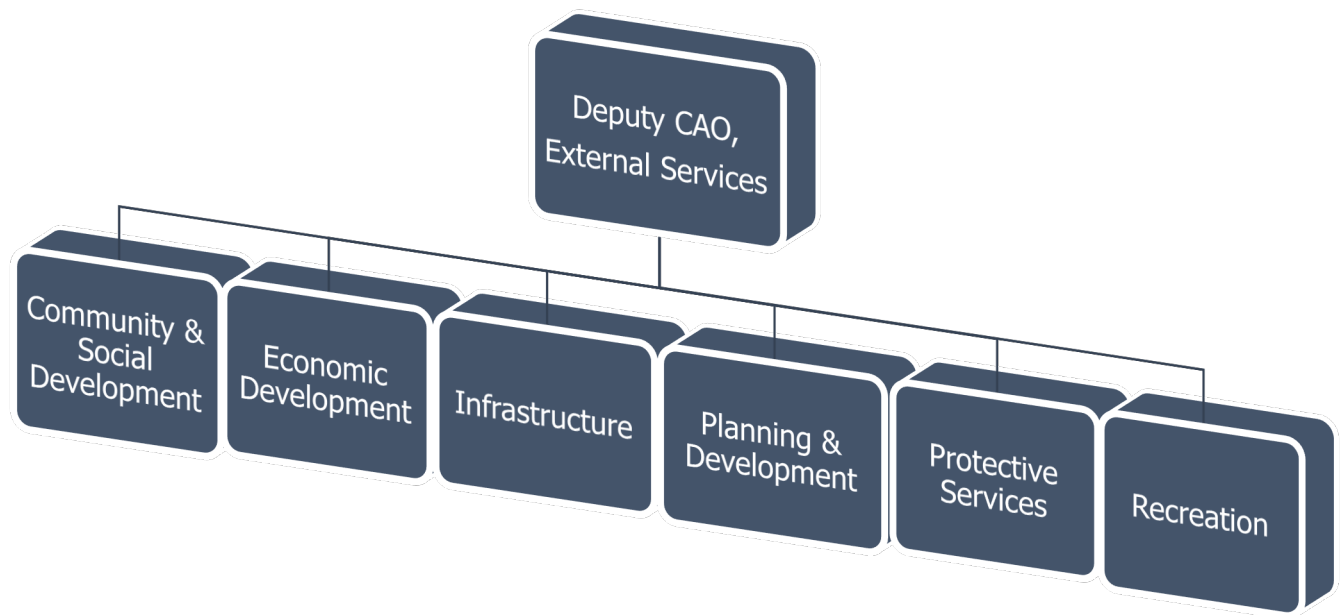 Deputy CAO,
External Services
Community &
Social
Development
Economic
Development
Infrastructure
Planning &
Development
Protective
Services
Recreation